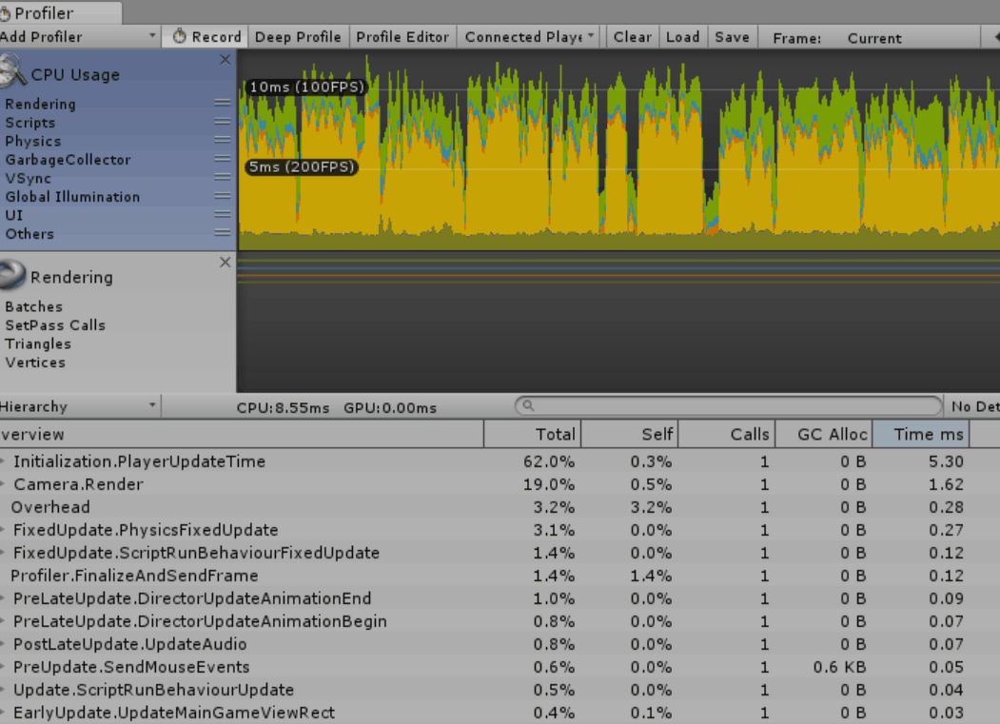 Profiler
Add Profiler Record Deep Profile Profile Editor Connected Playe Clear Load Save Frame: Current
CPU Usage
Rendering
Scripts
Physics
GarbageCollector
VSync
Global Illumination
UI
Others
10ms (100FPS)
5ms (200FPS)
Rendering
Batches
SetPass Calls
Triangles
Vertices
Hierarchy CPU:8.55ms GPU:0.00ms No Det
verview Total Self Calls GC Alloc Time ms
Initialization.PlayerUpdateTime 62.0% 0.3% 1 0 B 5.30
Camera.Render 19.0% 0.5% 1 0 B 1.62
Overhead 3.2% 3.2% 1 0 B 0.28
FixedUpdate.PhysicsFixedUpdate 3.1% 0.0% 1 0 B 0.27
FixedUpdate.ScriptRunBehaviourFixedUpdate 1.4% 0.0% 1 0 B 0.12
Profiler.FinalizeAndSendFrame 1.4% 1.4% 1 0 B 0.12
PreLateUpdate.DirectorUpdateAnimationEnd 1.0% 0.0% 1 0 B 0.09
PreLateUpdate.DirectorUpdateAnimationBegin 0.8% 0.0% 1 0 B 0.07
PostLateUpdate.UpdateAudio 0.8% 0.0% 1 0 B 0.07
PreUpdate.SendMouseEvents 0.6% 0.0% 1 0.6 KB 0.05
Update.ScriptRunBehaviourUpdate 0.5% 0.0% 1 0 B 0.04
EarlyUpdate.UpdateMainGameViewRect 0.4% 0.1% 1 0 B 0.03